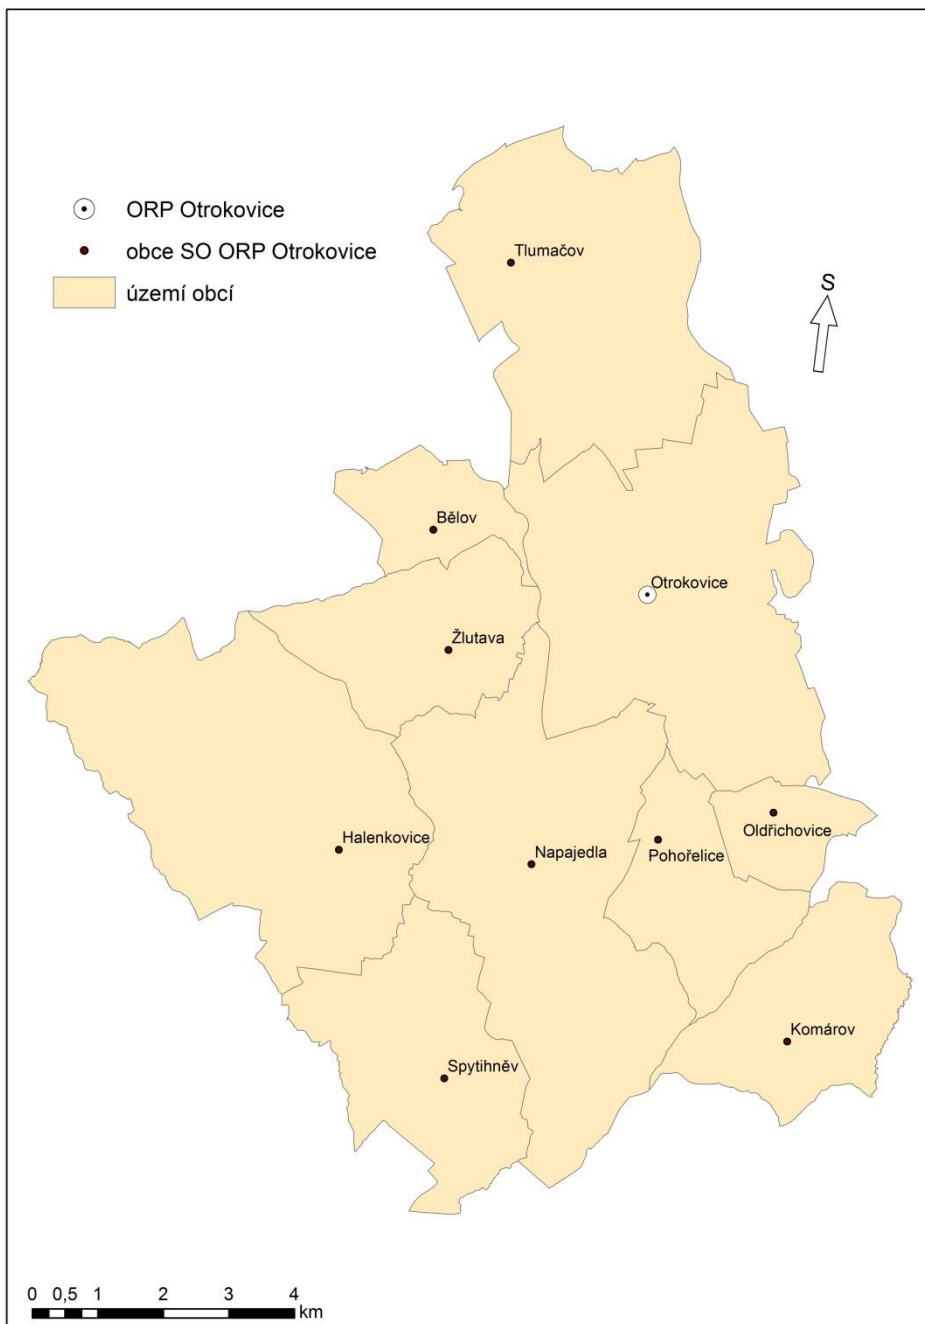 ORP Otrokovice
obce SO ORP Otrokovice
území obcí
S
Tlumačov
Bělov
Otrokovice
Žlutava
Oldřichovice
Halenkovice
Napajedla
Pohořelice
Komárov
Spytihněv
0 0,5 1 2 3 4
km